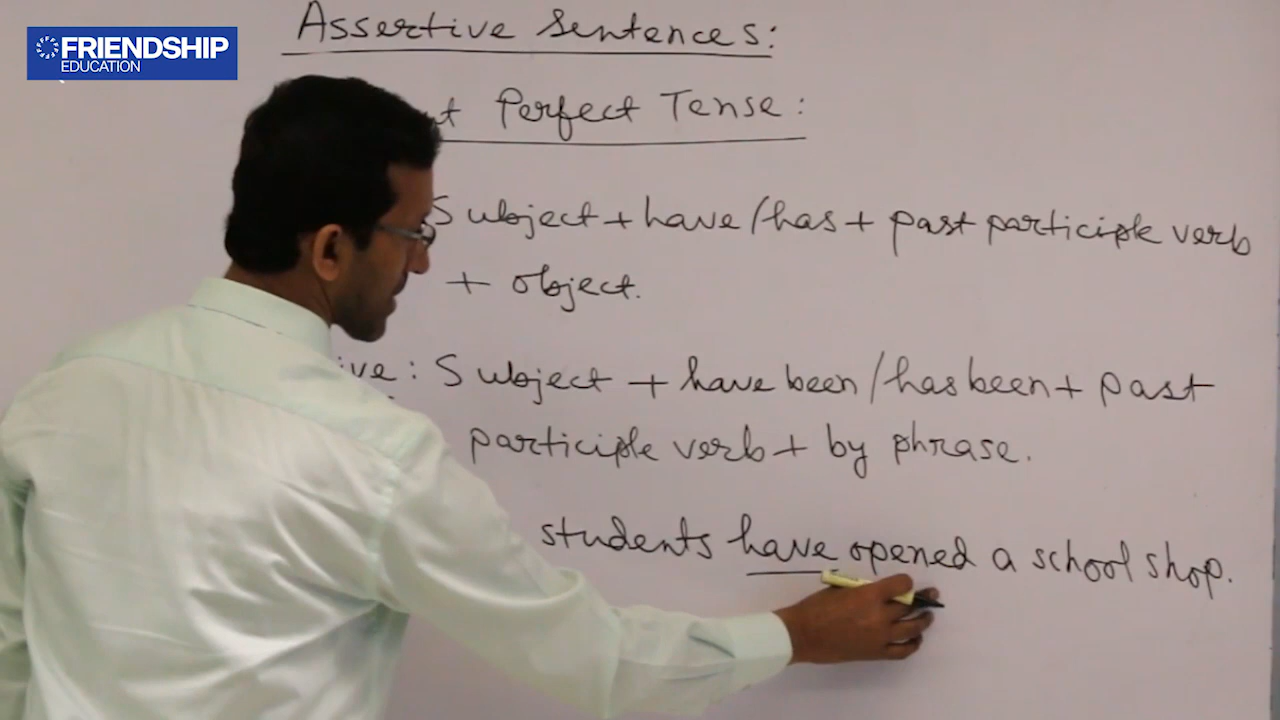 FRIENDSHIP
EDUCATION
Assertive Sentences:
Perfect Tense:
Subject + have/has + past participle verb
+ object.
Subject + have been/has been + past
participle verb + by phrase.
students have opened a school shop.